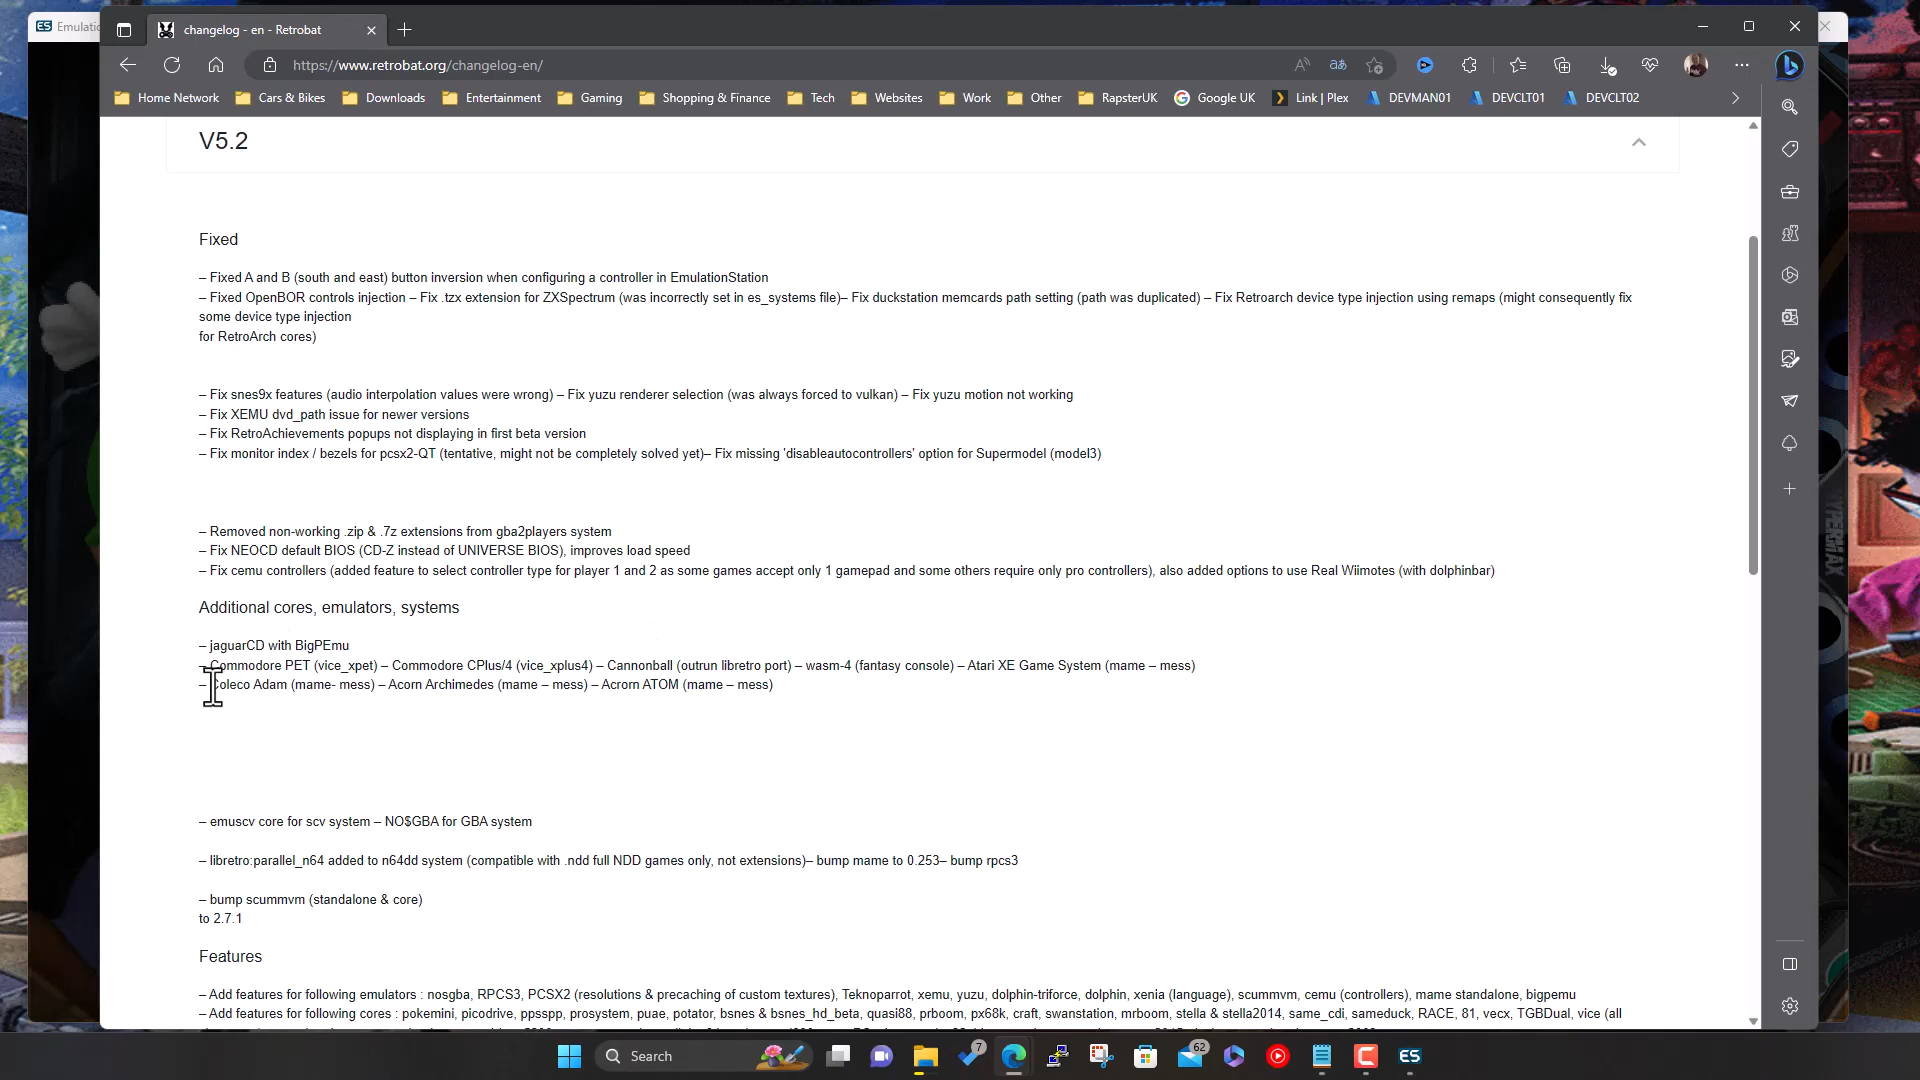 ES Emulatic
changelog - en - Retrobat
https://www.retrobat.org/changelog-en/
Home Network Cars & Bikes Downloads Entertainment Gaming Shopping & Finance Tech Websites Work Other RapsterUK Google UK Link | Plex DEVMAN01 DEVCLT01 DEVCLT02
V5.2
Fixed
– Fixed A and B (south and east) button inversion when configuring a controller in EmulationStation
– Fixed OpenBOR controls injection – Fix .tzx extension for ZXSpectrum (was incorrectly set in es_systems file)– Fix duckstation memcards path setting (path was duplicated) – Fix Retroarch device type injection using remaps (might consequently fix
some device type injection
for RetroArch cores)
– Fix snes9x features (audio interpolation values were wrong) – Fix yuzu renderer selection (was always forced to vulkan) – Fix yuzu motion not working
– Fix XEMU dvd_path issue for newer versions
– Fix RetroAchievements popups not displaying in first beta version
– Fix monitor index / bezels for pcsx2-QT (tentative, might not be completely solved yet)– Fix missing 'disableautocontrollers' option for Supermodel (model3)
– Removed non-working .zip & .7z extensions from gba2players system
– Fix NEOCD default BIOS (CD-Z instead of UNIVERSE BIOS), improves load speed
– Fix cemu controllers (added feature to select controller type for player 1 and 2 as some games accept only 1 gamepad and some others require only pro controllers), also added options to use Real Wiimotes (with dolphinbar)
Additional cores, emulators, systems
– jaguarCD with BigPEmu
– Commodore PET (vice_xpet) – Commodore CPlus/4 (vice_xplus4) – Cannonball (outrun libretro port) – wasm-4 (fantasy console) – Atari XE Game System (mame – mess)
– Coleco Adam (mame- mess) – Acorn Archimedes (mame – mess) – Acrorn ATOM (mame – mess)
– emuscv core for scv system – NO$GBA for GBA system
– libretro:parallel_n64 added to n64dd system (compatible with .ndd full NDD games only, not extensions)– bump mame to 0.253– bump rpcs3
– bump scummvm (standalone & core)
to 2.7.1
Features
– Add features for following emulators : nosgba, RPCS3, PCSX2 (resolutions & precaching of custom textures), Teknoparrot, xemu, yuzu, dolphin-triforce, dolphin, xenia (language), scummvm, cemu (controllers), mame standalone, bigpemu
– Add features for following cores : pokemini, picodrive, ppsspp, prosystem, puae, potator, bsnes & bsnes_hd_beta, quasi88, prboom, px68k, craft, swanstation, mrboom, stella & stella2014, same_cdi, sameduck, RACE, 81, vecx, TGBDual, vice (all
HYPERMAX
Search 7 62 ES